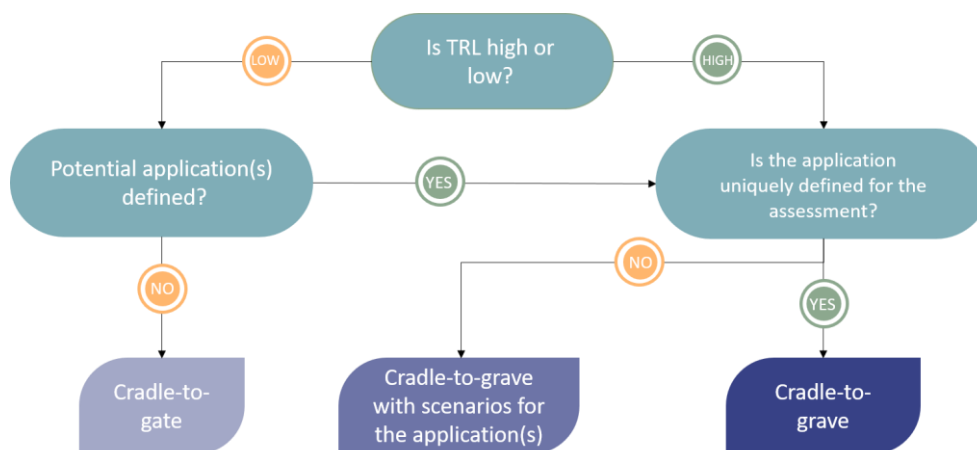 Is TRL high or
low?
LOW
HIGH
Potential application(s)
defined?
YES
Is the application
uniquely defined for the
assessment?
NO
NO
YES
Cradle-to-
gate
Cradle-to-grave
with scenarios for
the application(s)
Cradle-to-
grave